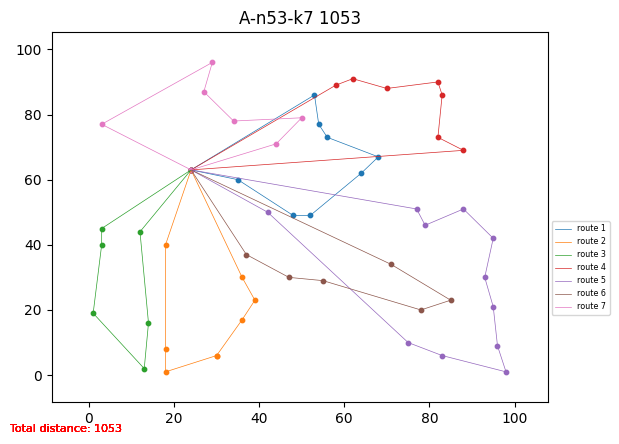 A-n53-k7 1053
100
80
60
40
20
0
0 20 40 60 80 100
route 1
route 2
route 3
route 4
route 5
route 6
route 7
Total distance: 1053